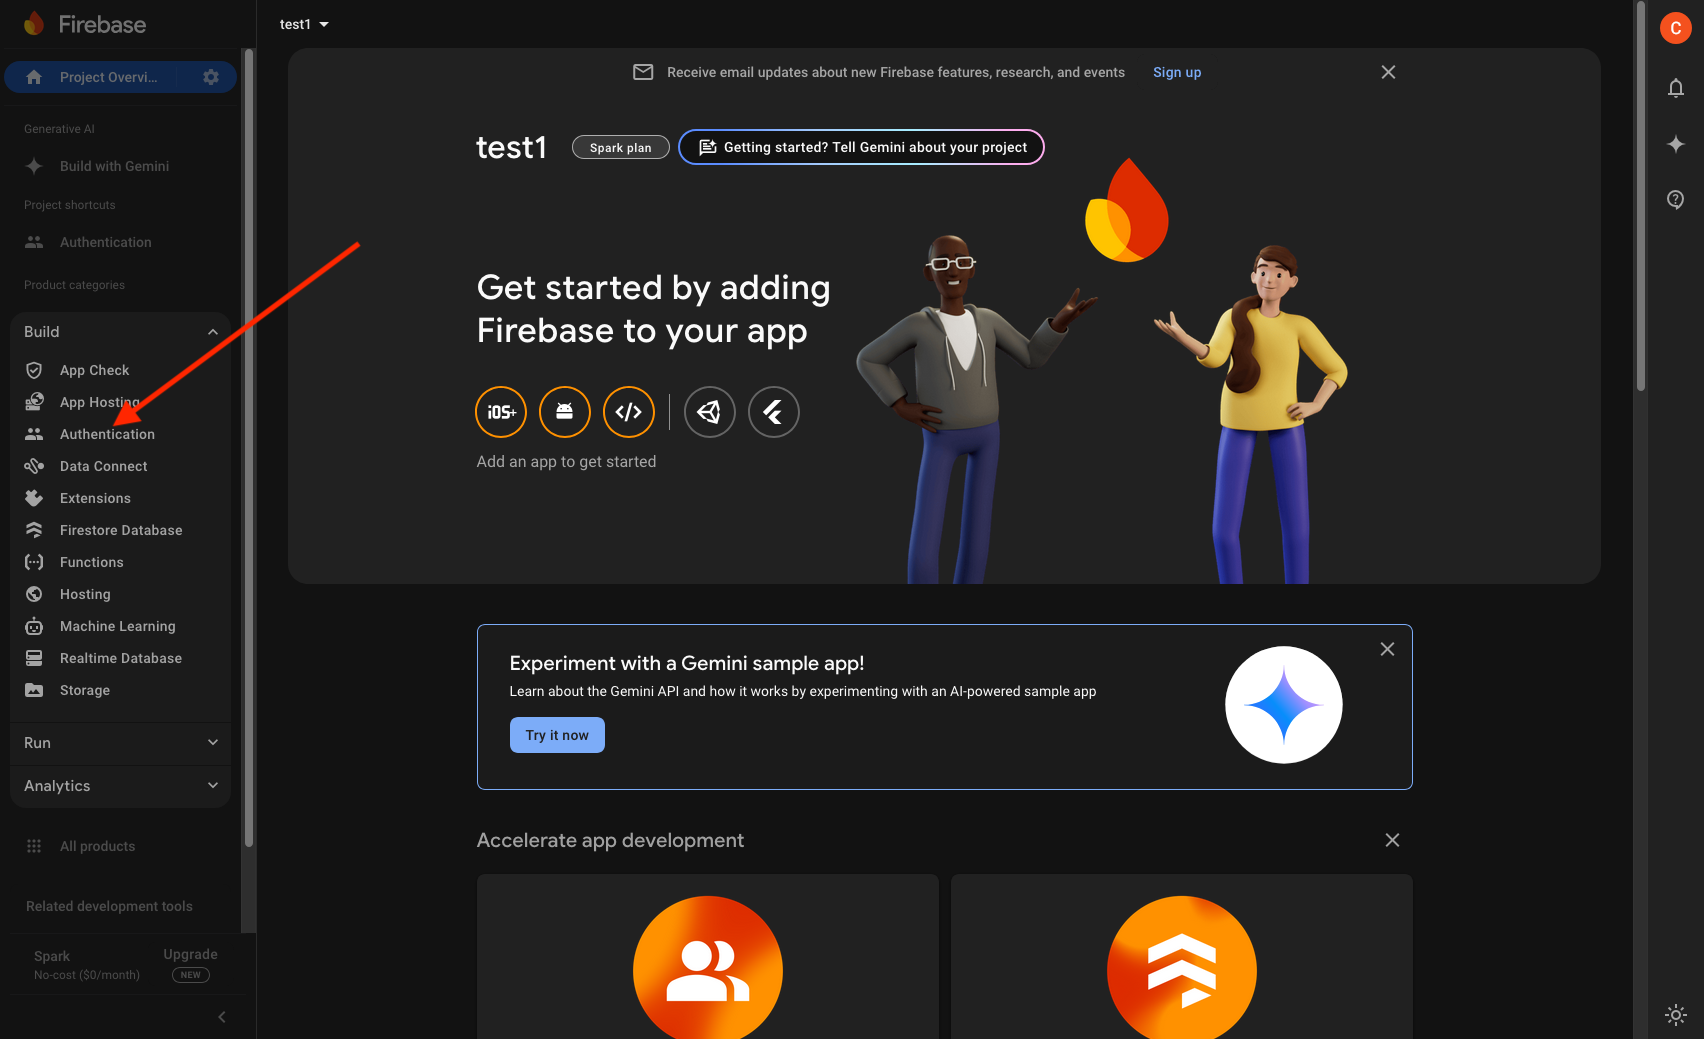 Firebase
Project Overvi...
Generative AI
Build with Gemini
Project shortcuts
Authentication
Product categories
Build
App Check
App Hosting
Authentication
Data Connect
Extensions
Firestore Database
Functions
Hosting
Machine Learning
Realtime Database
Storage
Run
Analytics
All products
Related development tools
Spark
No-cost ($0/month)
Upgrade
NEW
test1
Receive email updates about new Firebase features, research, and events Sign up
test1 Spark plan Getting started? Tell Gemini about your project
Get started by adding
Firebase to your app
iOS+
Add an app to get started
Experiment with a Gemini sample app!
Learn about the Gemini API and how it works by experimenting with an AI-powered sample app
Try it now
Accelerate app development
C